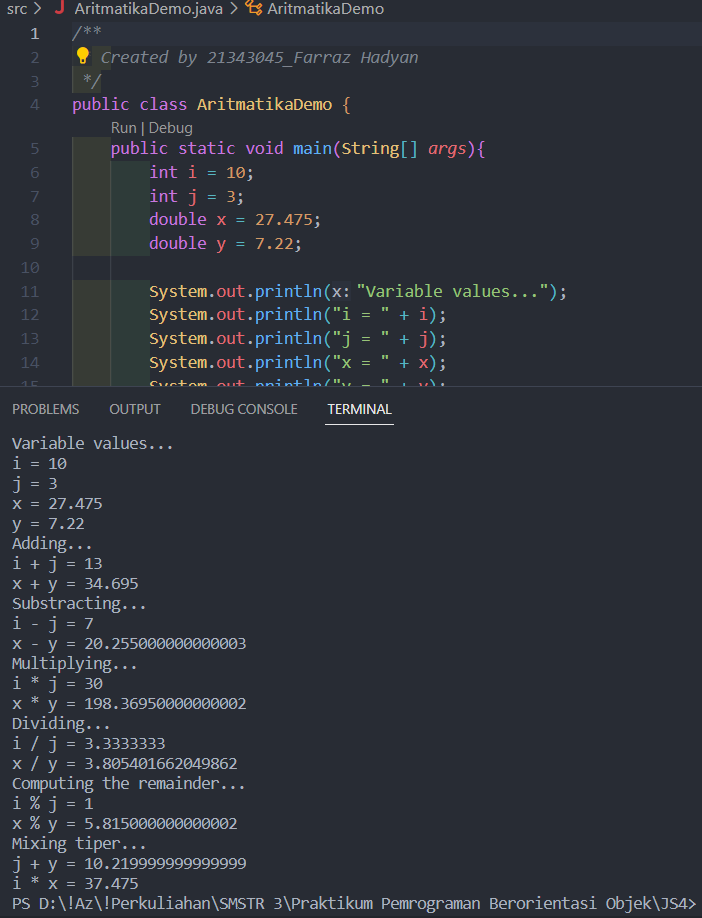 src > J AritmatikaDemo.java > AritmatikaDemo
1 /**
2 Created by 21343045_Farraz Hadyan
3 */
4 public class AritmatikaDemo {
Run | Debug
5 public static void main(String[] args){
6 int i = 10;
7 int j = 3;
8 double x = 27.475;
9 double y = 7.22;
10
11 System.out.println(x: "Variable values...");
12 System.out.println("i = " + i);
13 System.out.println("j = " + j);
14 System.out.println("x = " + x);
15 System.out.println("y = " + y);
PROBLEMS OUTPUT DEBUG CONSOLE TERMINAL
Variable values...
i = 10
j = 3
x = 27.475
y = 7.22
Adding...
i + j = 13
x + y = 34.695
Substracting...
i - j = 7
x - y = 20.255000000000003
Multiplying...
i * j = 30
x * y = 198.36950000000002
Dividing...
i / j = 3.3333333
x / y = 3.805401662049862
Computing the remainder...
i % j = 1
x % y = 5.815000000000002
Mixing tiper...
j + y = 10.219999999999999
i * x = 37.475
PS D:\!Az\!Perkuliahan\SMSTR 3\Praktikum Pemrograman Berorientasi Objek\JS4>